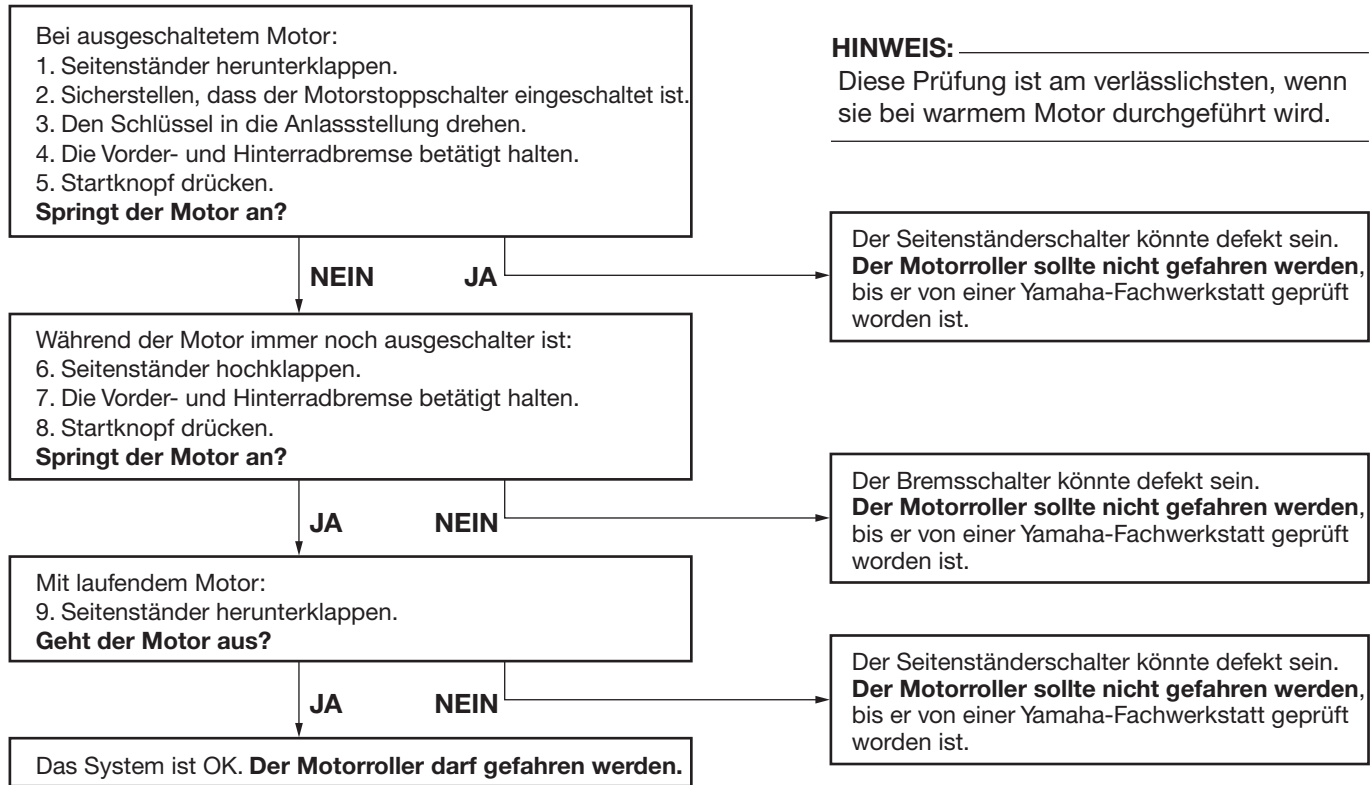 Bei ausgeschaltetem Motor:
1. Seitenständer herunterklappen.
2. Sicherstellen, dass der Motorstoppschalter eingeschaltet ist.
3. Den Schlüssel in die Anlassstellung drehen.
4. Die Vorder- und Hinterradbremse betätigt halten.
5. Startknopf drücken.
Springt der Motor an?
HINWEIS:
Diese Prüfung ist am verlässlichsten, wenn
sie bei warmem Motor durchgeführt wird.
NEIN JA
Der Seitenständerschalter könnte defekt sein.
Der Motorroller sollte nicht gefahren werden,
bis er von einer Yamaha-Fachwerkstatt geprüft
worden ist.
Während der Motor immer noch ausgeschalter ist:
6. Seitenständer hochklappen.
7. Die Vorder- und Hinterradbremse betätigt halten.
8. Startknopf drücken.
Springt der Motor an?
JA NEIN
Der Bremsschalter könnte defekt sein.
Der Motorroller sollte nicht gefahren werden,
bis er von einer Yamaha-Fachwerkstatt geprüft
worden ist.
Mit laufendem Motor:
9. Seitenständer herunterklappen.
Geht der Motor aus?
JA NEIN
Der Seitenständerschalter könnte defekt sein.
Der Motorroller sollte nicht gefahren werden,
bis er von einer Yamaha-Fachwerkstatt geprüft
worden ist.
Das System ist OK. Der Motorroller darf gefahren werden.